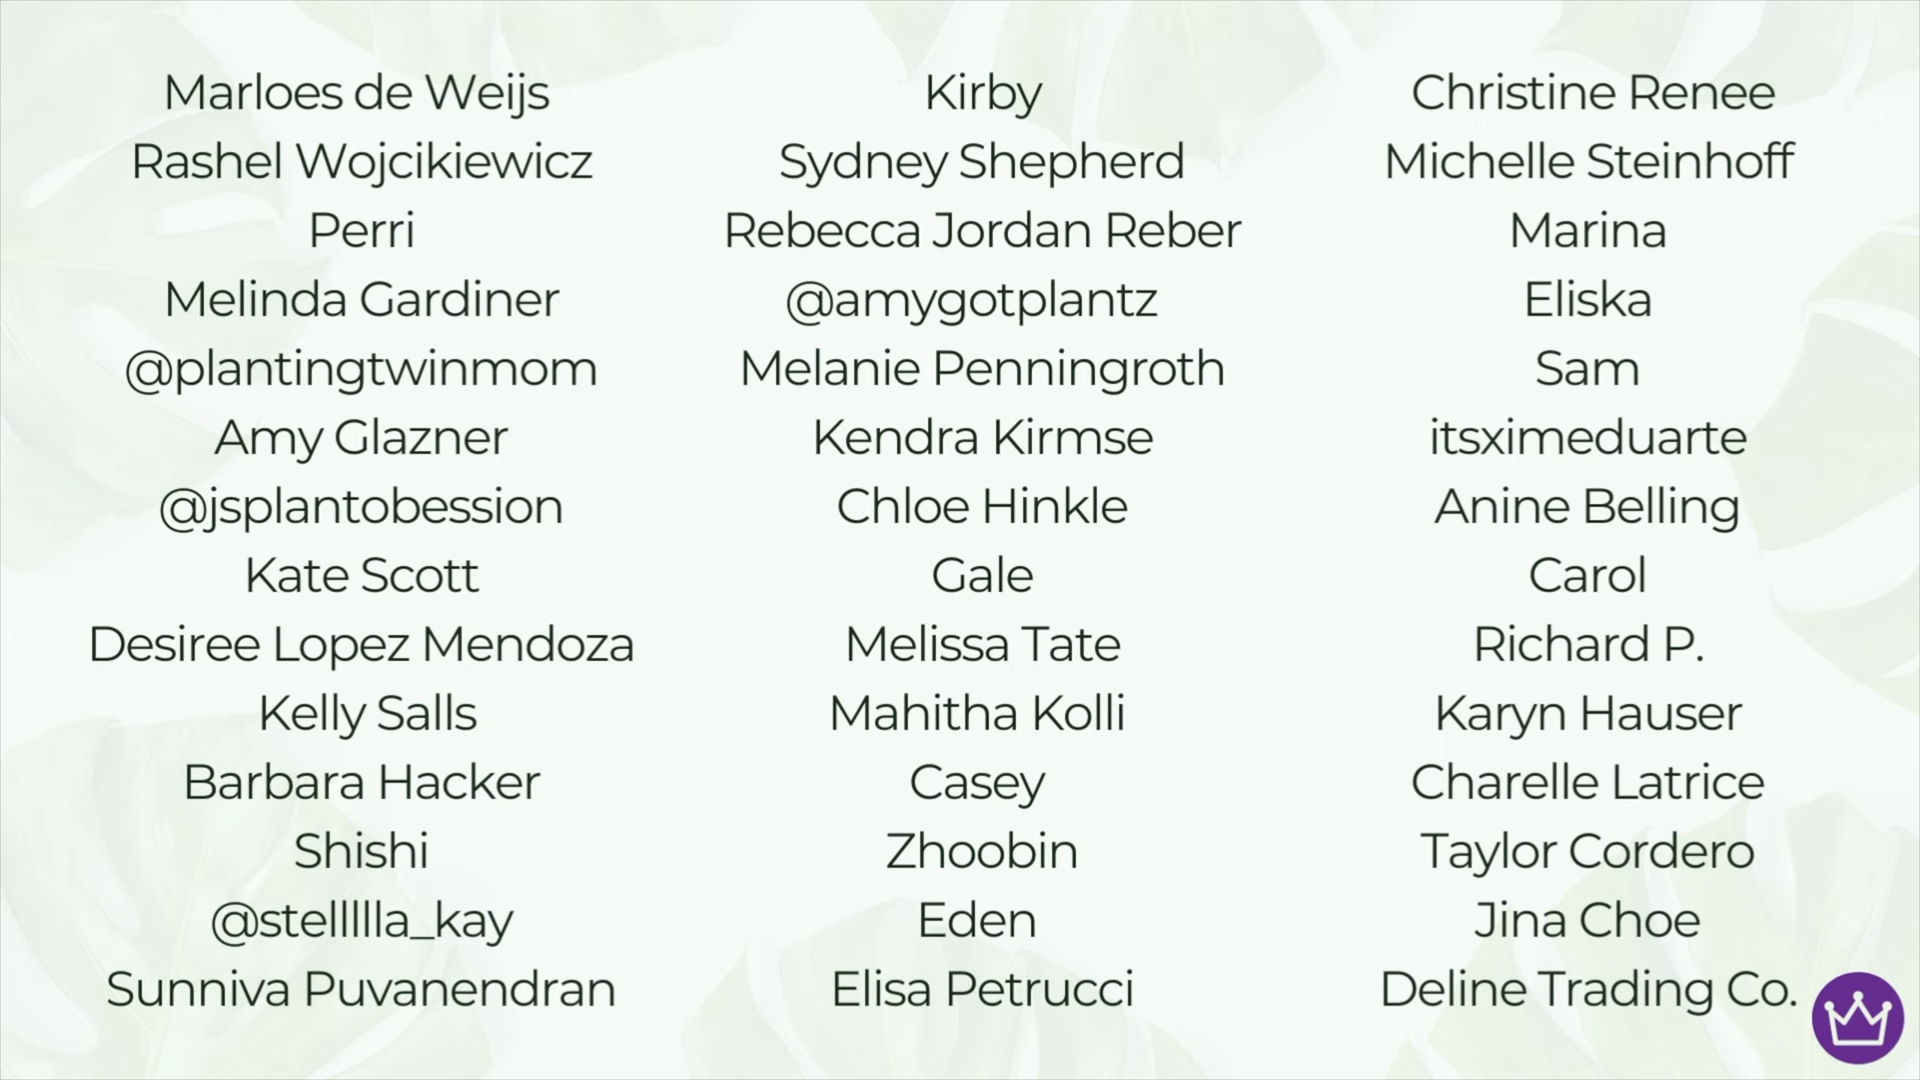 Marloes de Weijs
Rashel Wojcikiewicz
Perri
Melinda Gardiner
@plantingtwinmom
Amy Glazner
@jsplantobession
Kate Scott
Desiree Lopez Mendoza
Kelly Salls
Barbara Hacker
Shishi
@stelllllla_kay
Sunniva Puvanendran
Kirby
Sydney Shepherd
Rebecca Jordan Reber
@amygotplantz
Melanie Penningroth
Kendra Kirmse
Chloe Hinkle
Gale
Melissa Tate
Mahitha Kolli
Casey
Zhoobin
Eden
Elisa Petrucci
Christine Renee
Michelle Steinhoff
Marina
Eliska
Sam
itsximeduarte
Anine Belling
Carol
Richard P.
Karyn Hauser
Charelle Latrice
Taylor Cordero
Jina Choe
Deline Trading Co.